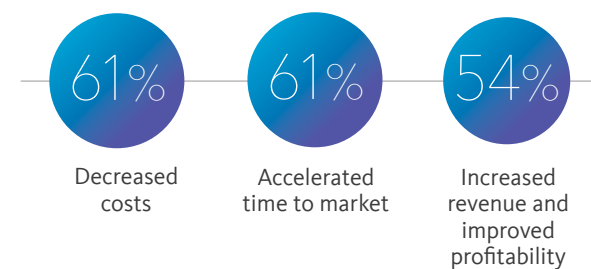 61%
Decreased
costs
61%
Accelerated
time to market
54%
Increased
revenue and
improved
profitability